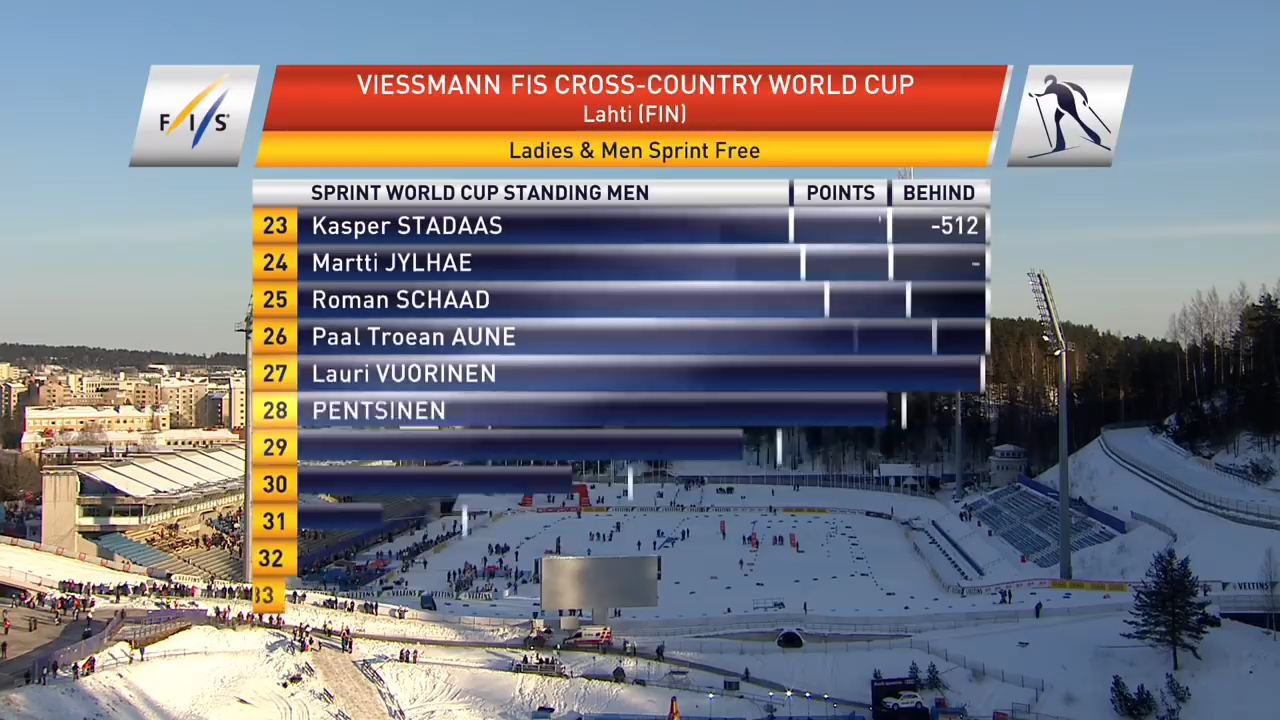 FIS
VIESSMANN FIS CROSS-COUNTRY WORLD CUP
Lahti (FIN)
Ladies & Men Sprint Free
SPRINT WORLD CUP STANDING MEN POINTS BEHIND
23 Kasper STADAAS -512
24 Martti JYLHAE -
25 Roman SCHAAD
26 Paal Troean AUNE
27 Lauri VUORINEN
28 PENTSINEN
29
30
31
32
33